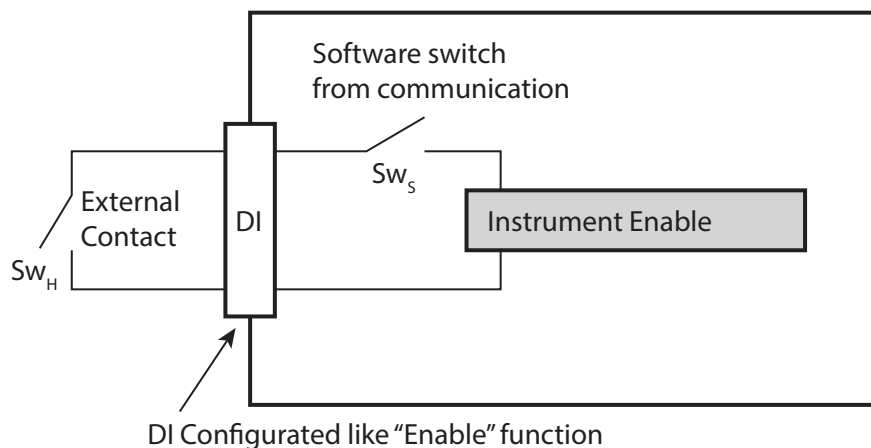 Software switch
from communication
Sw_S
External
Contact
DI
Instrument Enable
Sw_H
DI Configurated like “Enable” function